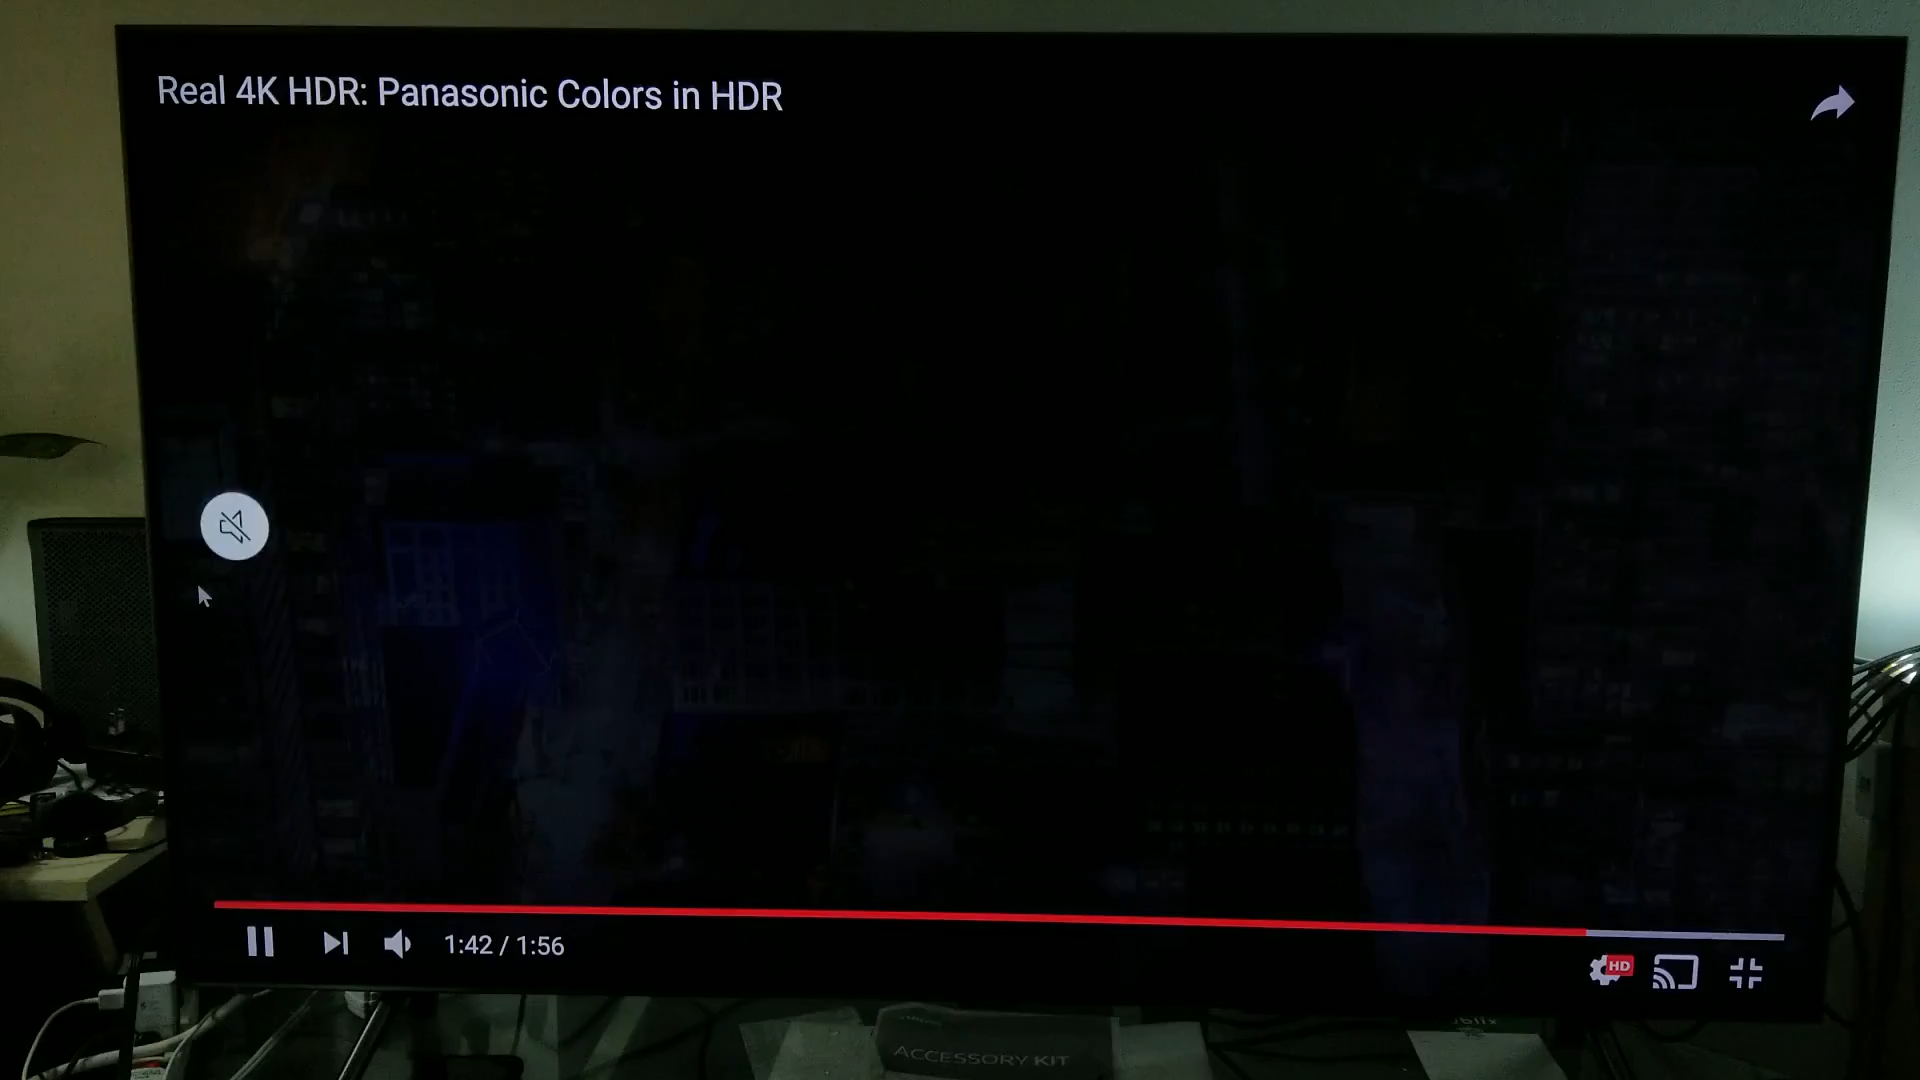 Real 4K HDR: Panasonic Colors in HDR
1:42 / 1:56
HD
ACCESSORY KIT